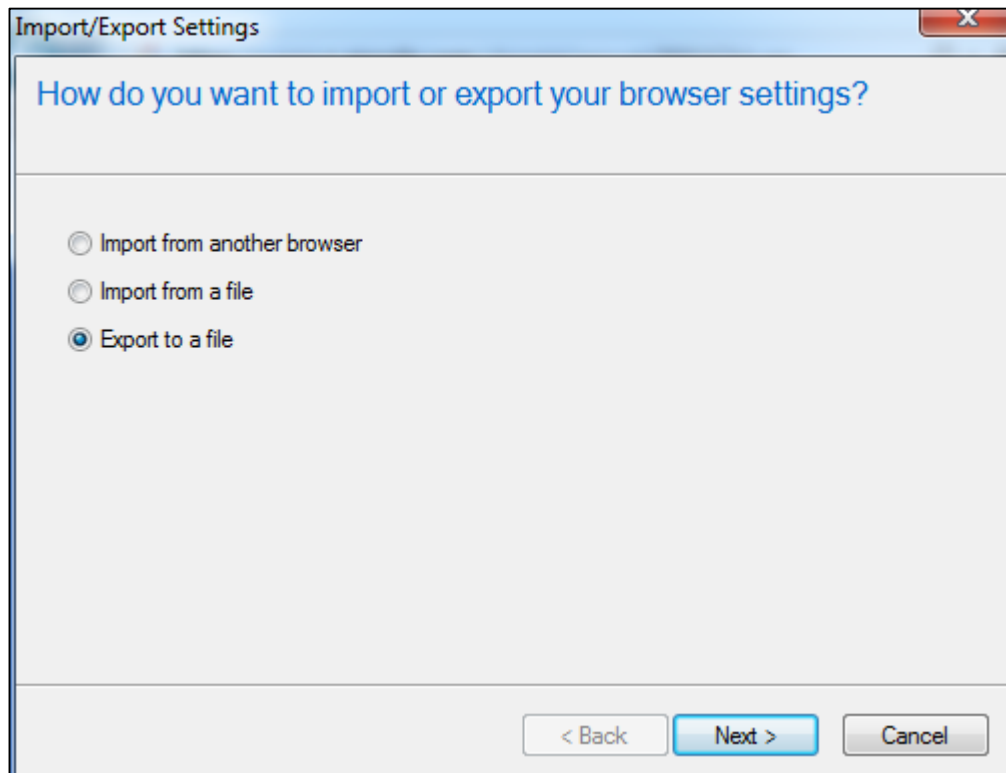 Import/Export Settings
How do you want to import or export your browser settings?
Import from another browser
Import from a file
Export to a file
< Back Next > Cancel